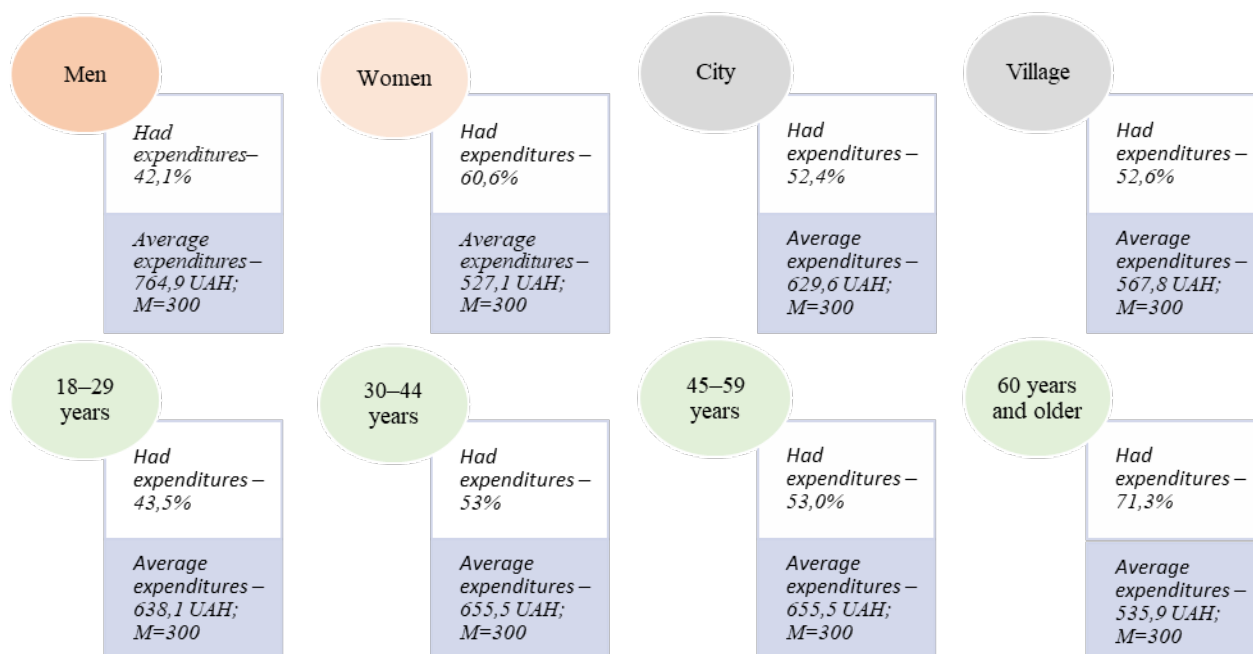 Men
Had
expenditures–
42,1%
Average
expenditures–
764,9 UAH;
M=300
Women
Had
expenditures –
60,6%
Average
expenditures–
527,1 UAH;
M=300
City
Had
expenditures –
52,4%
Average
expenditures –
629,6 UAH;
M=300
Village
Had
expenditures –
52,6%
Average
expenditures –
567,8 UAH;
M=300
18–29
years
Had
expenditures –
43,5%
Average
expenditures –
638,1 UAH;
M=300
30–44
years
Had
expenditures –
53%
Average
expenditures –
655,5 UAH;
M=300
45–59
years
Had
expenditures –
53,0%
Average
expenditures –
655,5 UAH;
M=300
60 years
and older
Had
expenditures –
71,3%
Average
expenditures –
535,9 UAH;
M=300